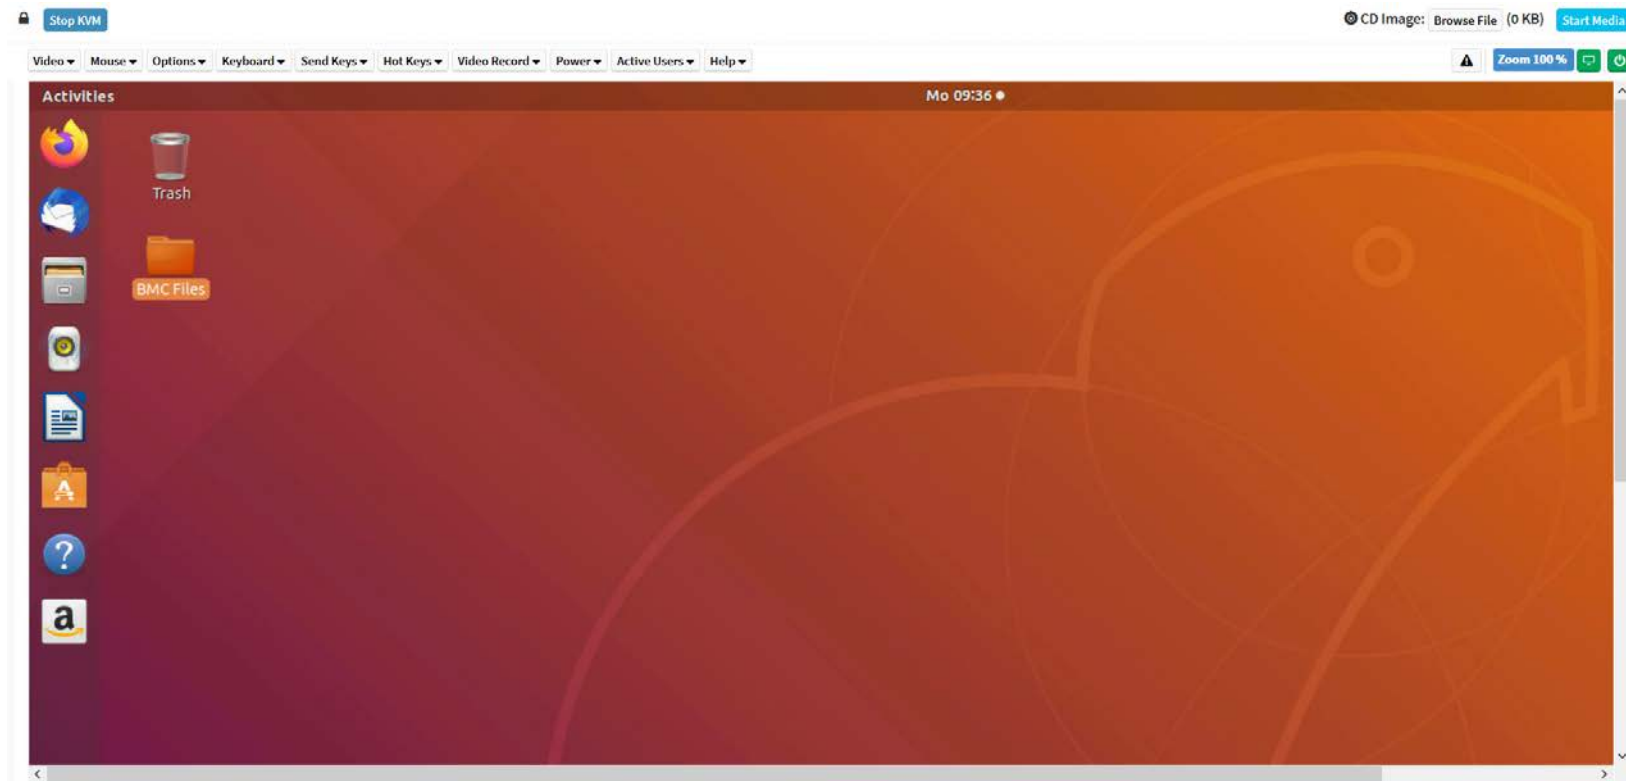 Stop KVM
CD Image: Browse File (0 KB) Start Media
Video Mouse Options Keyboard Send Keys Hot Keys Video Record Power Active Users Help
Zoom 100 %
Activities
Mo 09:36
Trash
BMC Files
A
?
a